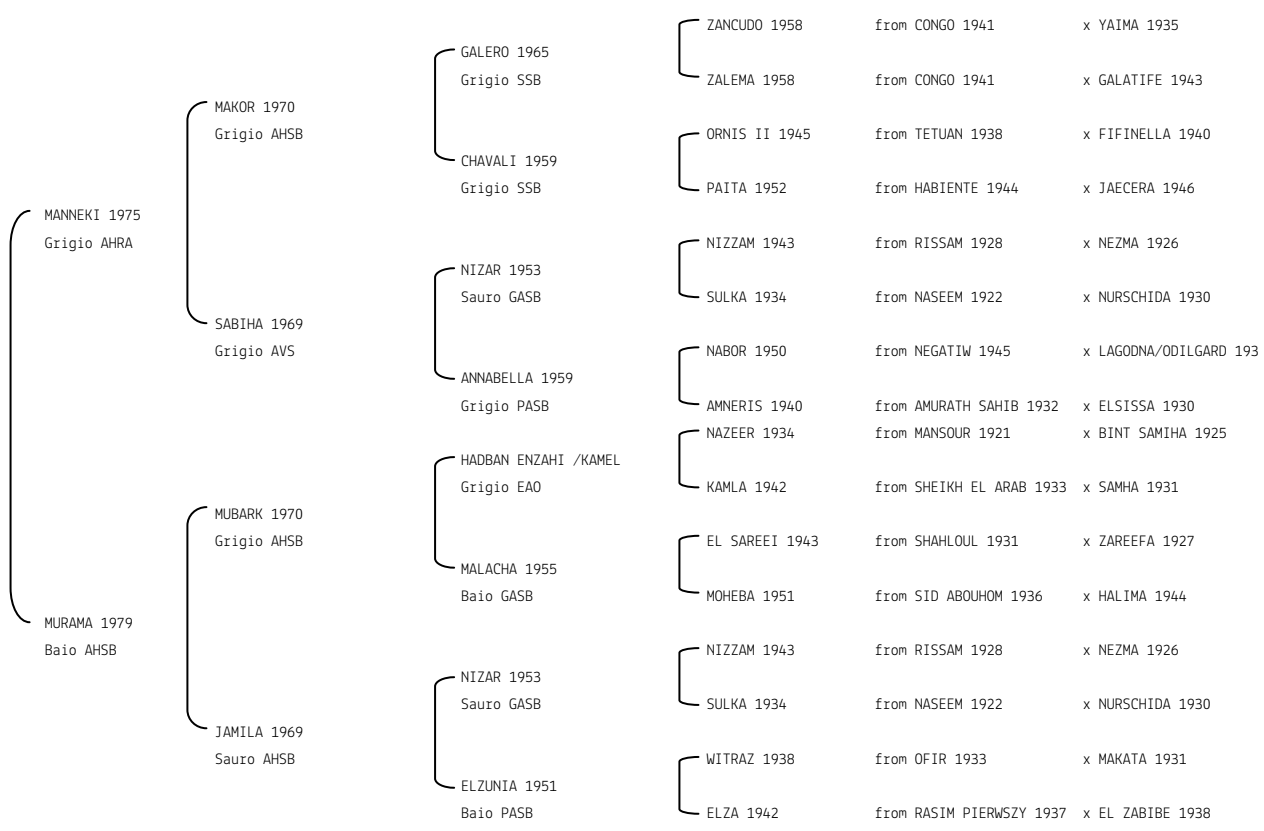 ZANCUDO 1958 from CONGO 1941 x YAIMA 1935
GALERO 1965
Grigio SSB ZALEMA 1958 from CONGO 1941 x GALATIFE 1943
MAKOR 1970
Grigio AHSB ORNIS II 1945 from TETUAN 1938 x FIFINELLA 1940
CHAVALI 1959
Grigio SSB PAITA 1952 from HABIENTE 1944 x JAECERA 1946
MANNEKI 1975
Grigio AHRA NIZZAM 1943 from RISSAM 1928 x NEZMA 1926
NIZAR 1953
Sauro GASB SULKA 1934 from NASEEM 1922 x NURSCHIDA 1930
SABIHA 1969
Grigio AVS NABOR 1950 from NEGATIW 1945 x LAGODNA/ODILGARD 193
ANNABELLA 1959
Grigio PASB AMNERIS 1940 from AMURATH SAHIB 1932 x ELSISSA 1930
NAZEER 1934 from MANSOUR 1921 x BINT SAMIHA 1925
HADBAN ENZAHI /KAMEL
Grigio EAO KAMLA 1942 from SHEIKH EL ARAB 1933 x SAMHA 1931
MUBARK 1970
Grigio AHSB EL SAREEI 1943 from SHAHLOUL 1931 x ZAREEFA 1927
MALACHA 1955
Baio GASB MOHEBA 1951 from SID ABOUHOM 1936 x HALIMA 1944
MURAMA 1979
Baio AHSB NIZZAM 1943 from RISSAM 1928 x NEZMA 1926
NIZAR 1953
Sauro GASB SULKA 1934 from NASEEM 1922 x NURSCHIDA 1930
JAMILA 1969
Sauro AHSB WITRAZ 1938 from OFIR 1933 x MAKATA 1931
ELZUNIA 1951
Baio PASB ELZA 1942 from RASIM PIERWSZY 1937 x EL ZABIBE 1938